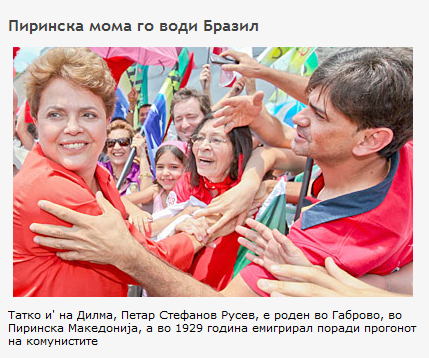 Пиринска мома го води Бразил
Татко и' на Дилма, Петар Стефанов Русев, е роден во Габрово, во
Пиринска Македонија, а во 1929 година емигрирал поради прогонот
на комунистите